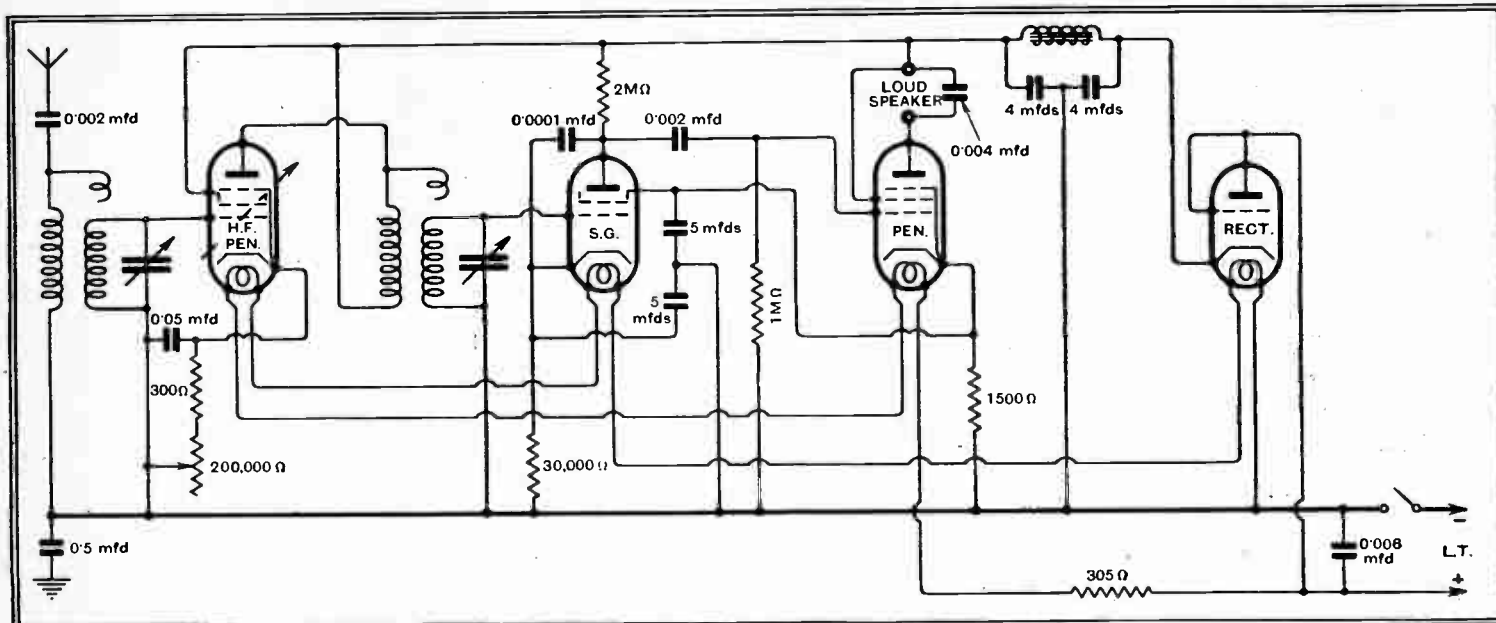 0·002 mfd
H.F.
PEN.
0·05 mfd
300Ω
200,000 Ω
0·5 mfd
2MΩ
0·0001 mfd
0·002 mfd
S.G.
5 mfds
5
mfds
30,000 Ω
1MΩ
LOUD
SPEAKER
0·004 mfd
PEN.
1500 Ω
4 mfds
4 mfds
RECT.
305 Ω
0·008
mfd
-
L.T.
+